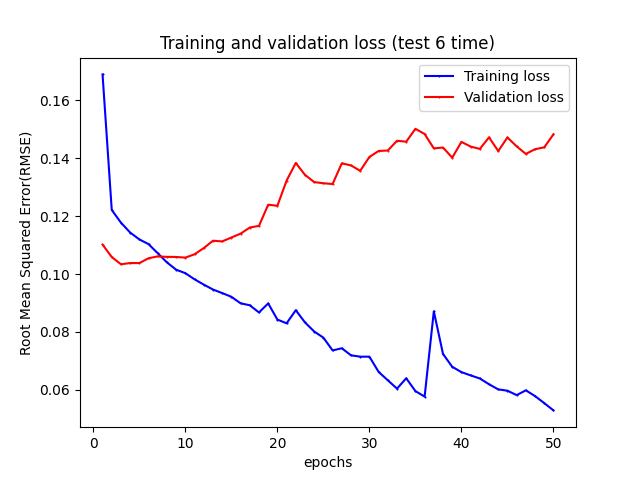 Training and validation loss (test 6 time)
Training loss
Validation loss
0.16
0.14
0.12
0.10
0.08
0.06
Root Mean Squared Error(RMSE)
0
10
20
30
40
50
epochs